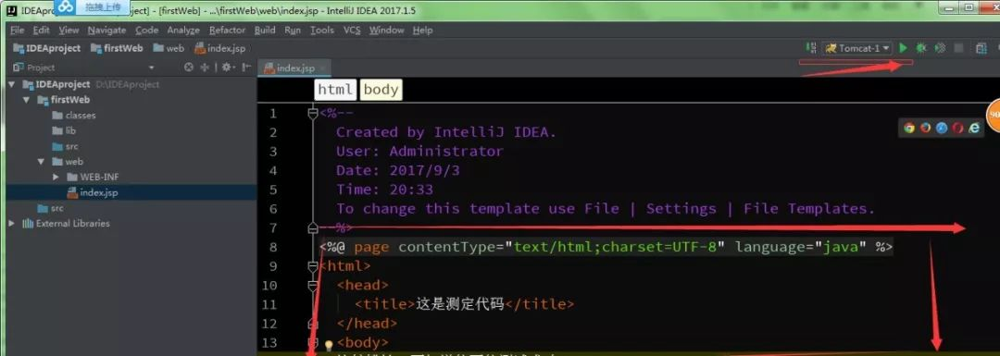 IDEAproj 拖拽上传 ject] - [firstWeb] - ...\firstWeb\web\index.jsp - IntelliJ IDEA 2017.1.5
File Edit View Navigate Code Analyze Refactor Build Run Tools VCS Window Help
IDEAproject firstWeb web index.jsp Tomcat-1
Project index.jsp
IDEAproject D:\IDEAproject
firstWeb
classes
lib
src
web
WEB-INF
index.jsp
src
External Libraries
html body
1 <%--
2 Created by IntelliJ IDEA.
3 User: Administrator
4 Date: 2017/9/3
5 Time: 20:33
6 To change this template use File | Settings | File Templates.
7 --%>
8 <%@ page contentType="text/html;charset=UTF-8" language="java" %>
9 <html>
10 <head>
11 <title>这是测定代码</title>
12 </head>
13 <body>
90